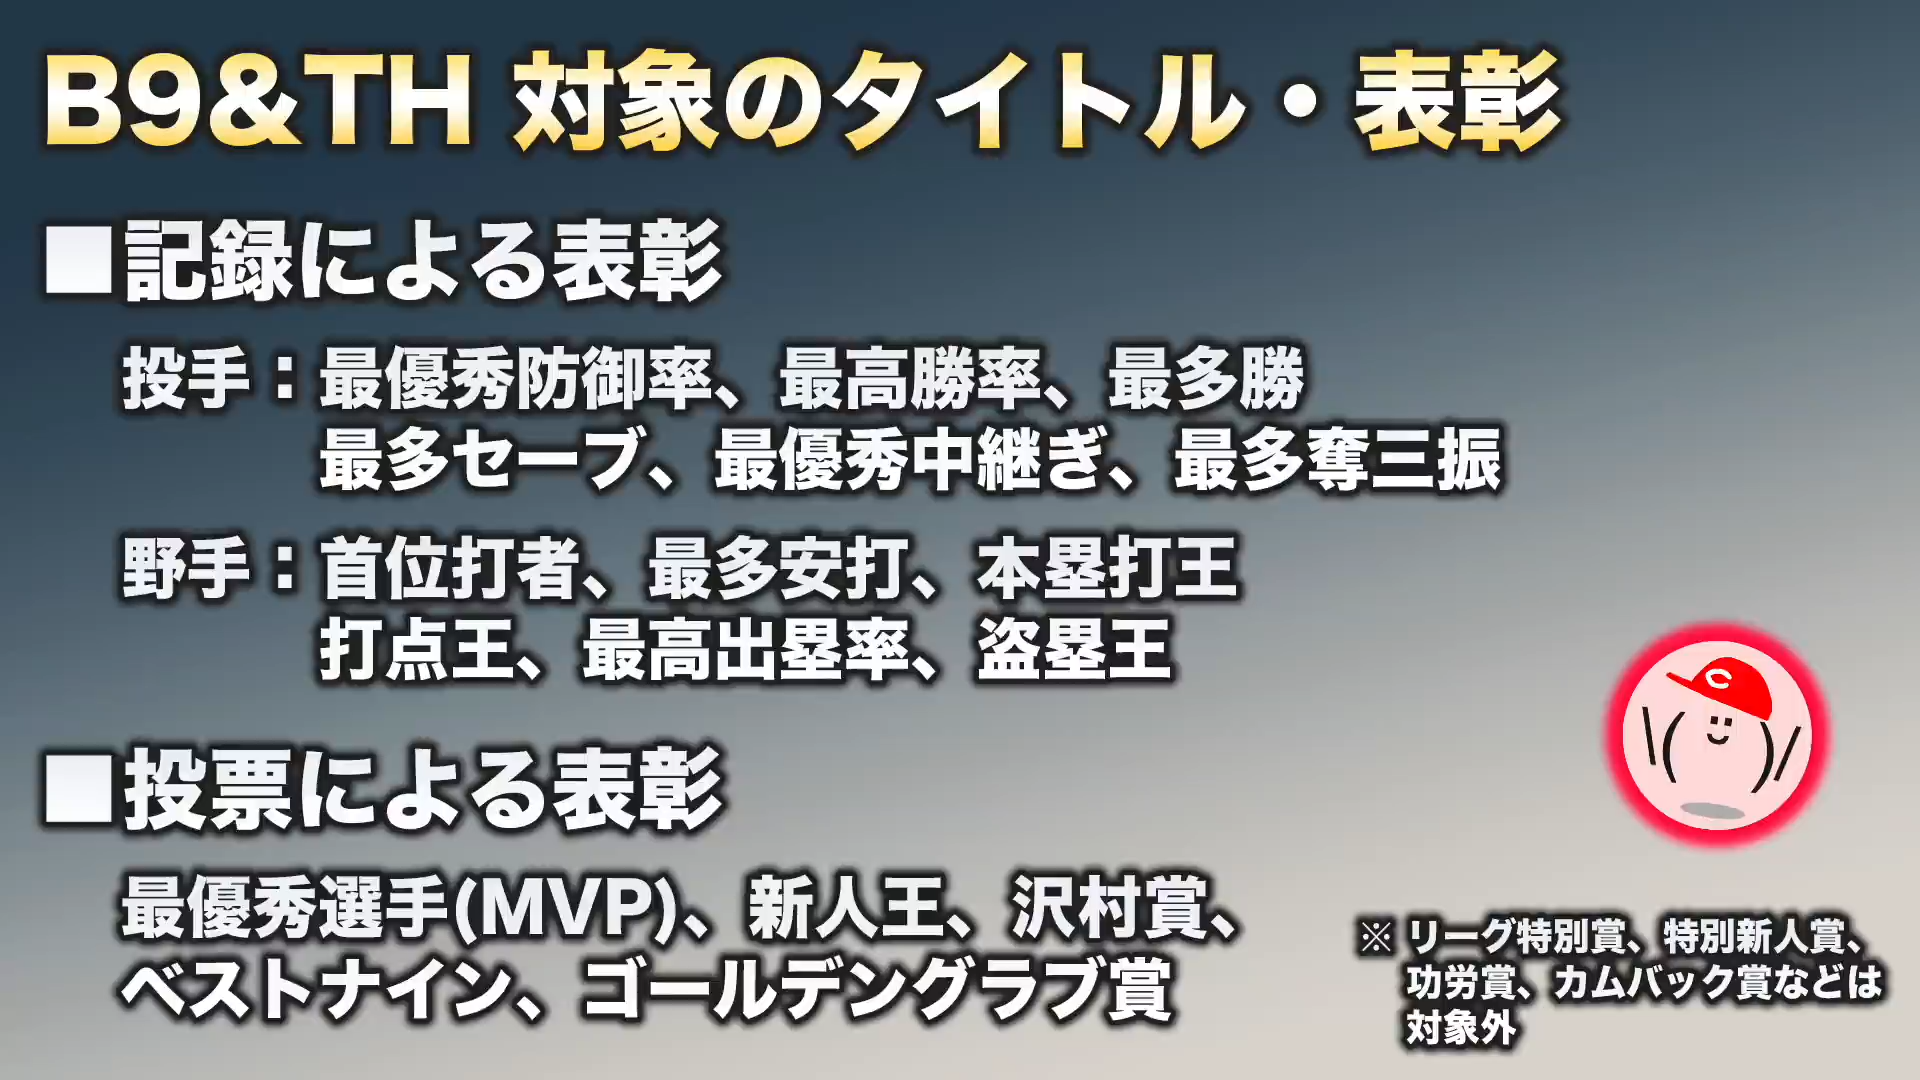 B9&TH 対象のタイトル・表彰
■記録による表彰
投手：最優秀防御率、最高勝率、最多勝
最多セーブ、最優秀中継ぎ、最多奪三振
野手：首位打者、最多安打、本塁打王
打点王、最高出塁率、盗塁王
■投票による表彰
最優秀選手(MVP)、新人王、沢村賞、
ベストナイン、ゴールデングラブ賞
C
\( )/
※ リーグ特別賞、特別新人賞、
功労賞、カムバック賞などは
対象外